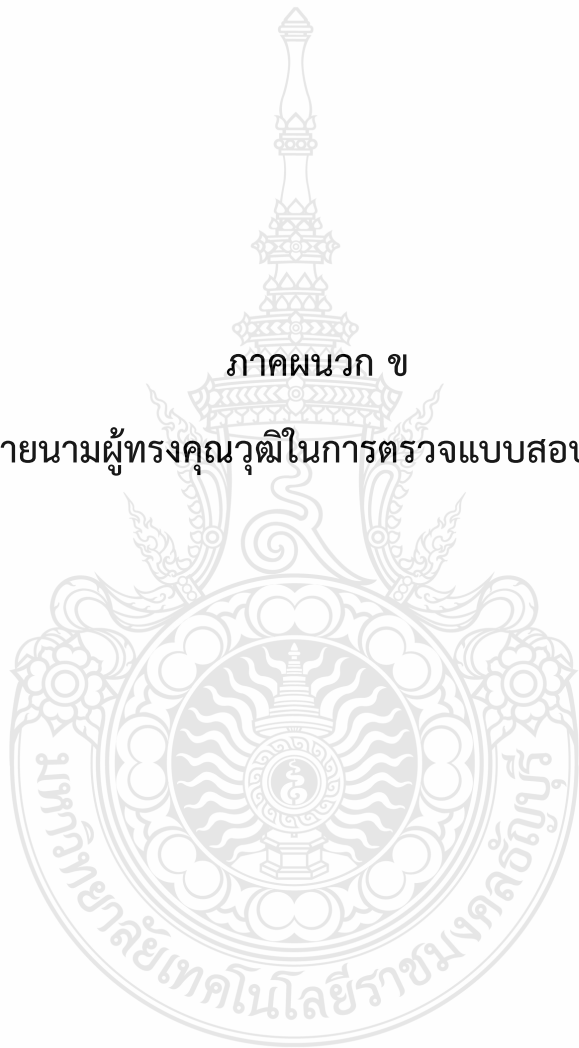 ภาคผนวก ข
ายนามผู้ทรงคุณวุฒิในการตรวจแบบสอบ
มหาวิทยาลัยเทคโนโลยีราชมงคลธัญบุรี